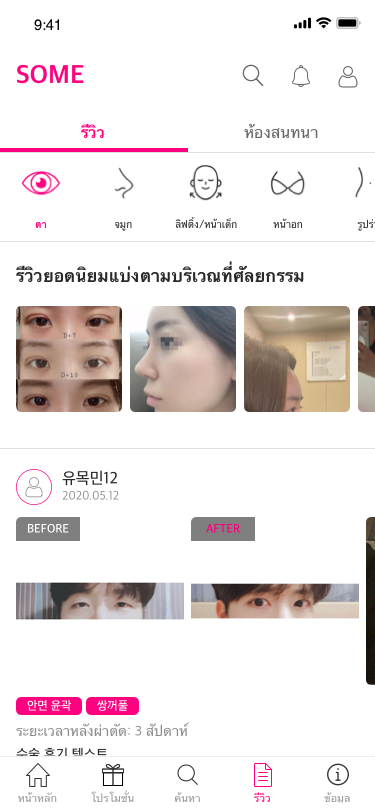 9:41
SOME
รีวิว
ห้องสนทนา
ตา
จมูก
ลิฟติ้ง/หน้าเด็ก
หน้าอก
รีวิวยอดนิยมแบ่งตามบริเวณที่ศัลยกรรม
D+7
D+10
유목민12
2020.05.12
BEFORE
AFTER
안면 윤곽
쌍꺼풀
ระยะเวลาหลังผ่าตัด: 3 สัปดาห์
수술 후기 텍스트
หน้าหลัก
โปรโมชั่น
ค้นหา
รีวิว
ข้อมูล